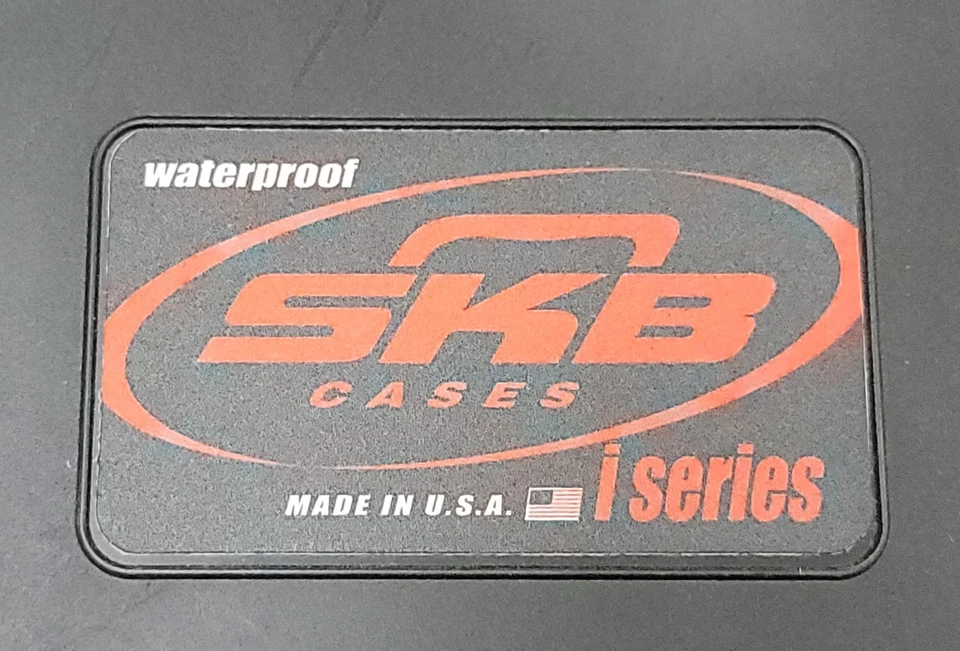 waterproof
SKB
CASES
i series
MADE IN U.S.A.